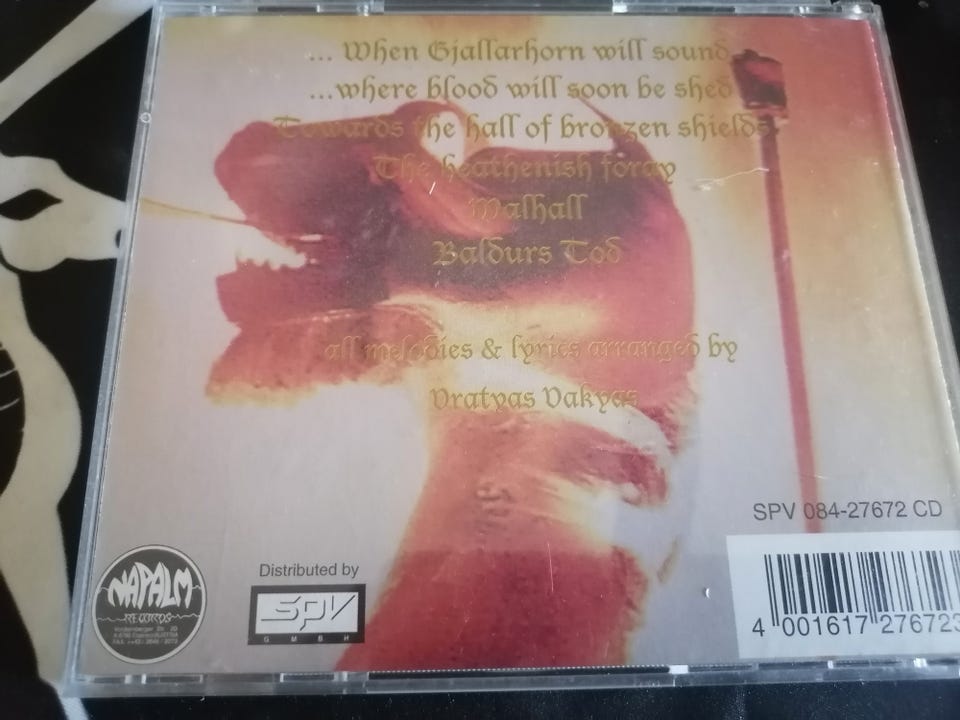 ... When Gjallarhorn will sound
...where blood will soon be shed
Towards the hall of bronzen shields
The heathenish foray
Walhall
Baldurs Tod
all melodies & lyrics arranged by
Vratyas Vakyas
SPV 084-27672 CD
Distributed by
SPV
GMBH
NAPALM
RECORDS
4 001617 276723